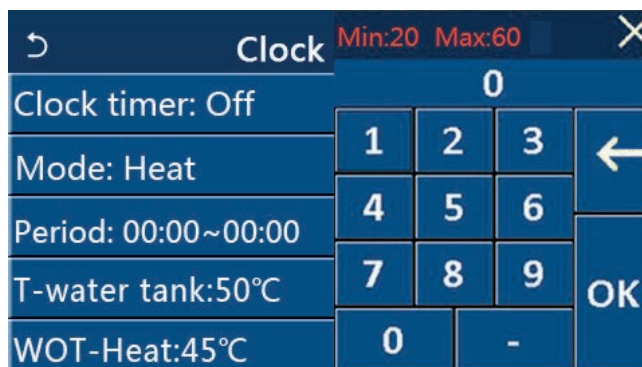 Clock
Clock timer: Off
Mode: Heat
Period: 00:00~00:00
T-water tank:50℃
WOT-Heat:45℃
Min:20 Max:60
0
1 2 3
4 5 6
7 8 9
0 -
OK